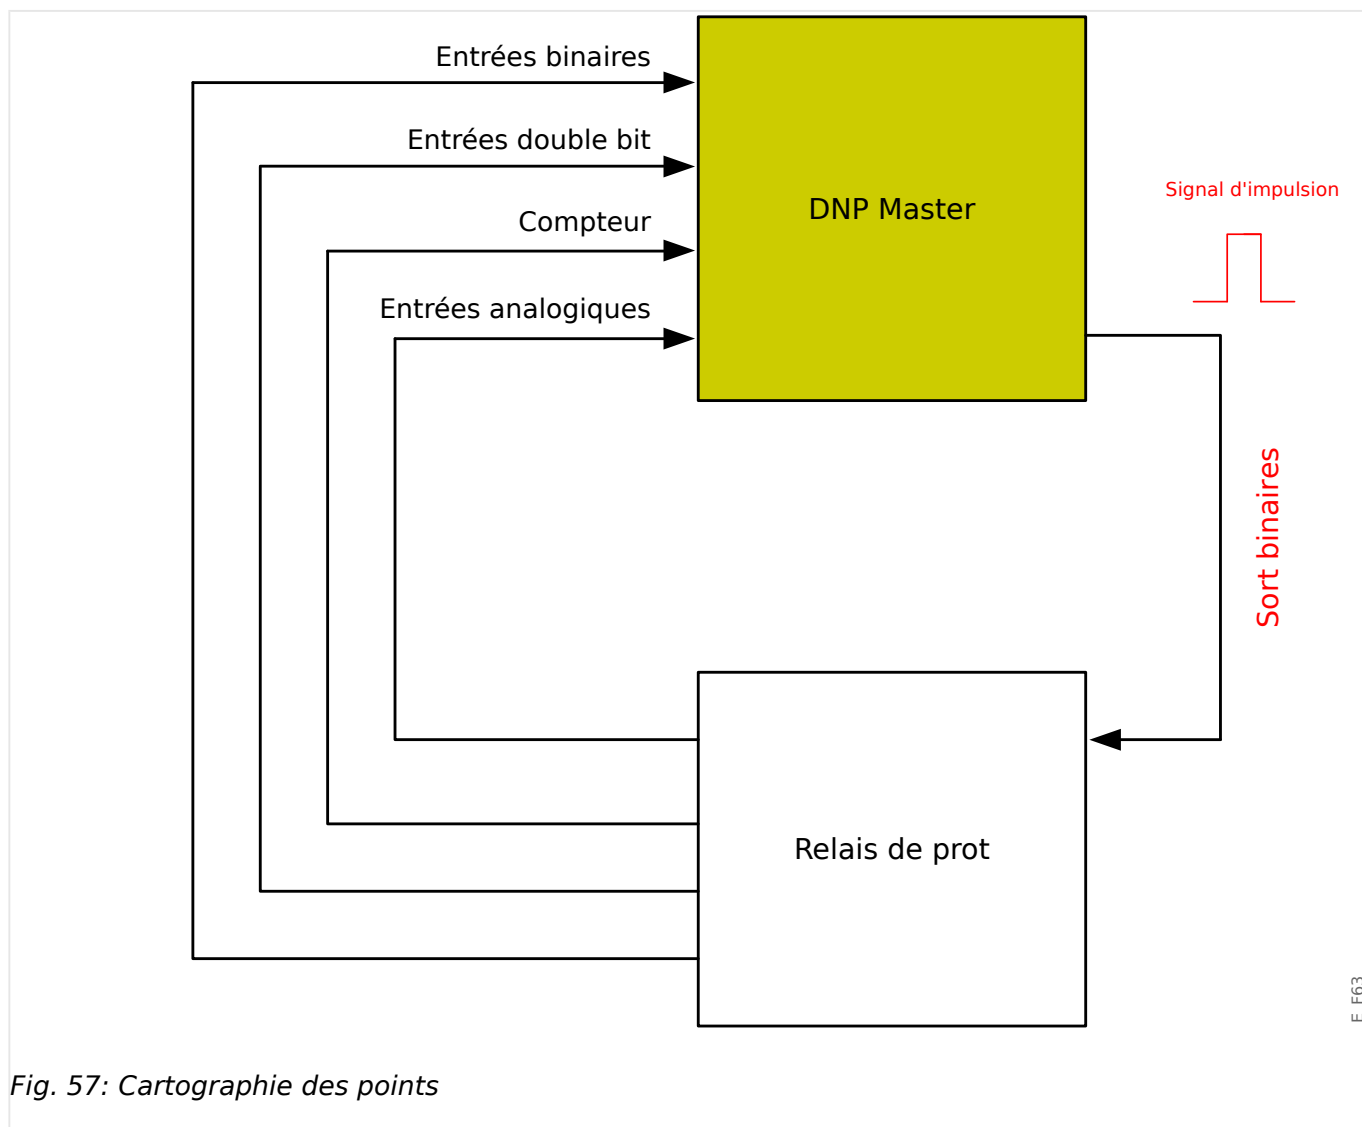 Entrées binaires
Entrées double bit
Compteur
Entrées analogiques
DNP Master
Signal d'impulsion
Sort binaires
Relais de prot
Fig. 57: Cartographie des points